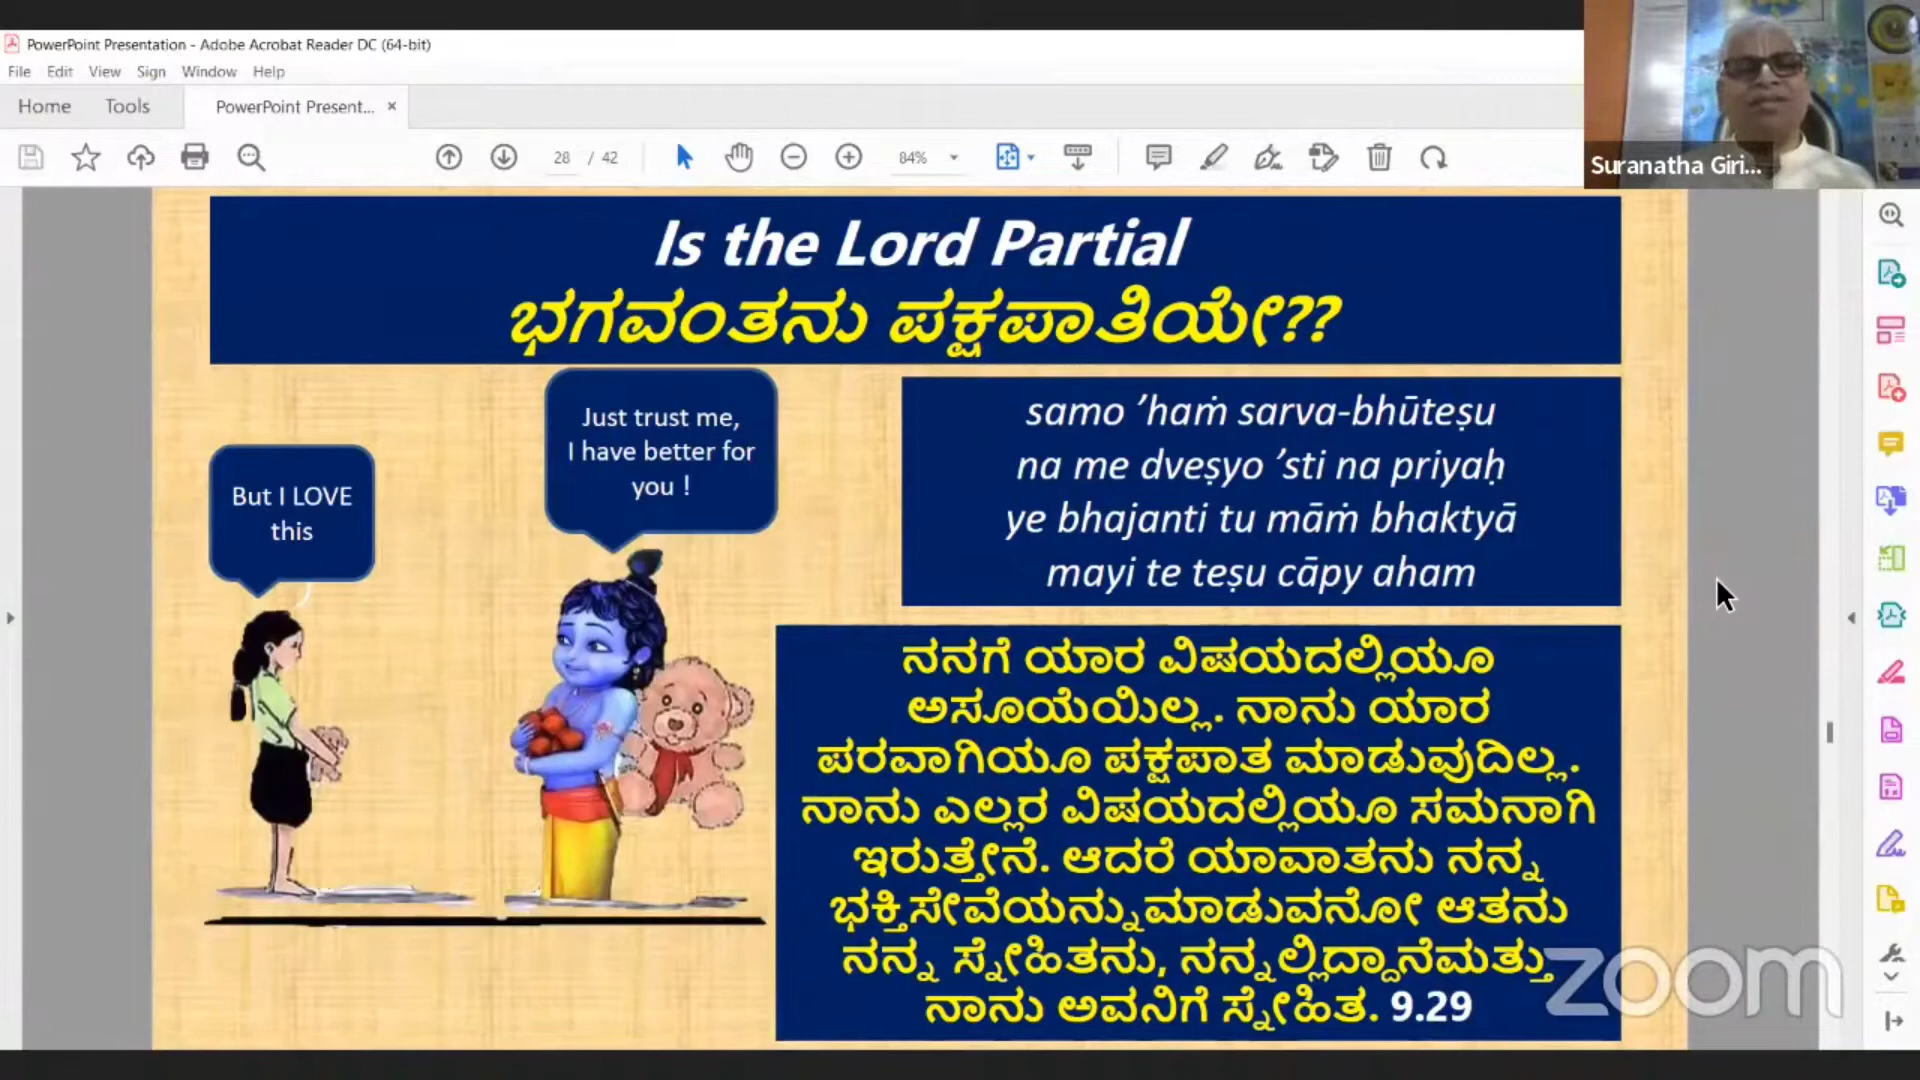 PowerPoint Presentation - Adobe Acrobat Reader DC (64-bit)
File Edit View Sign Window Help
Home Tools PowerPoint Present... ×
28 / 42 84%
Suranatha Giri...
Is the Lord Partial
ಭಗವಂತನು ಪಕ್ಷಪಾತಿಯೇ??
But I LOVE
this
Just trust me,
I have better for
you !
samo ’haṁ sarva-bhūteṣu
na me dveṣyo ’sti na priyaḥ
ye bhajanti tu māṁ bhaktyā
mayi te teṣu cāpy aham
ನನಗೆ ಯಾರ ವಿಷಯದಲ್ಲಿಯೂ
ಅಸೂಯೆಯಿಲ್ಲ. ನಾನು ಯಾರ
ಪರವಾಗಿಯೂ ಪಕ್ಷಪಾತ ಮಾಡುವುದಿಲ್ಲ.
ನಾನು ಎಲ್ಲರ ವಿಷಯದಲ್ಲಿಯೂ ಸಮನಾಗಿ
ಇರುತ್ತೇನೆ. ಆದರೆ ಯಾವಾತನು ನನ್ನ
ಭಕ್ತಿಸೇವೆಯನ್ನುಮಾಡುವನೋ ಆತನು
ನನ್ನ ಸ್ನೇಹಿತನು, ನನ್ನಲ್ಲಿದ್ದಾನೆಮತ್ತು
ನಾನು ಅವನಿಗೆ ಸ್ನೇಹಿತ. 9.29
zoom